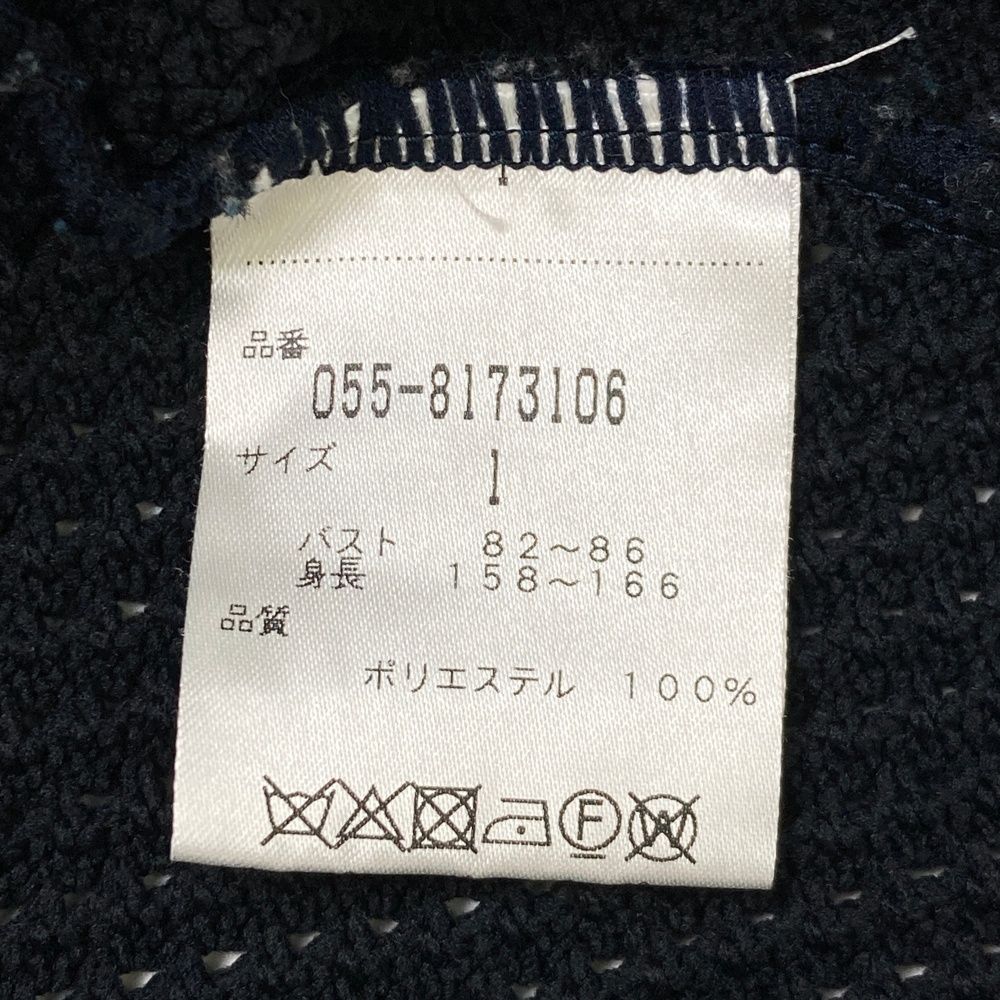 品番
055-8173106
サイズ 1
バスト 82～86
身長 158～166
品質
ポリエステル 100%
F
W